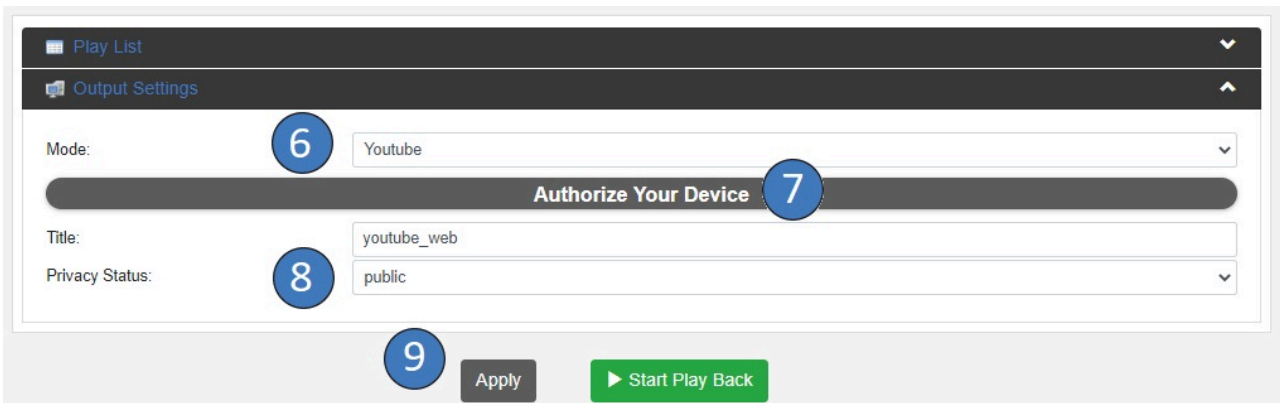 Play List
Output Settings
Mode: 6 Youtube
Authorize Your Device 7
Title: youtube_web
Privacy Status: 8 public
9 Apply Start Play Back